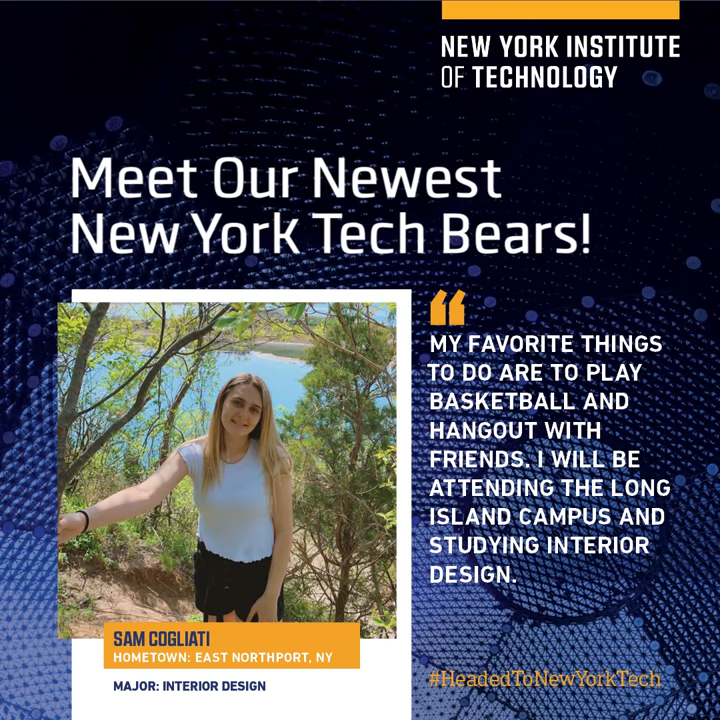 NEW YORK INSTITUTE
OF TECHNOLOGY
Meet Our Newest
New York Tech Bears!
“
MY FAVORITE THINGS
TO DO ARE TO PLAY
BASKETBALL AND
HANGOUT WITH
FRIENDS. I WILL BE
ATTENDING THE LONG
ISLAND CAMPUS AND
STUDYING INTERIOR
DESIGN.
SAM COGLIATI
HOMETOWN: EAST NORTHPORT, NY
MAJOR: INTERIOR DESIGN
#HeadedToNewYorkTech